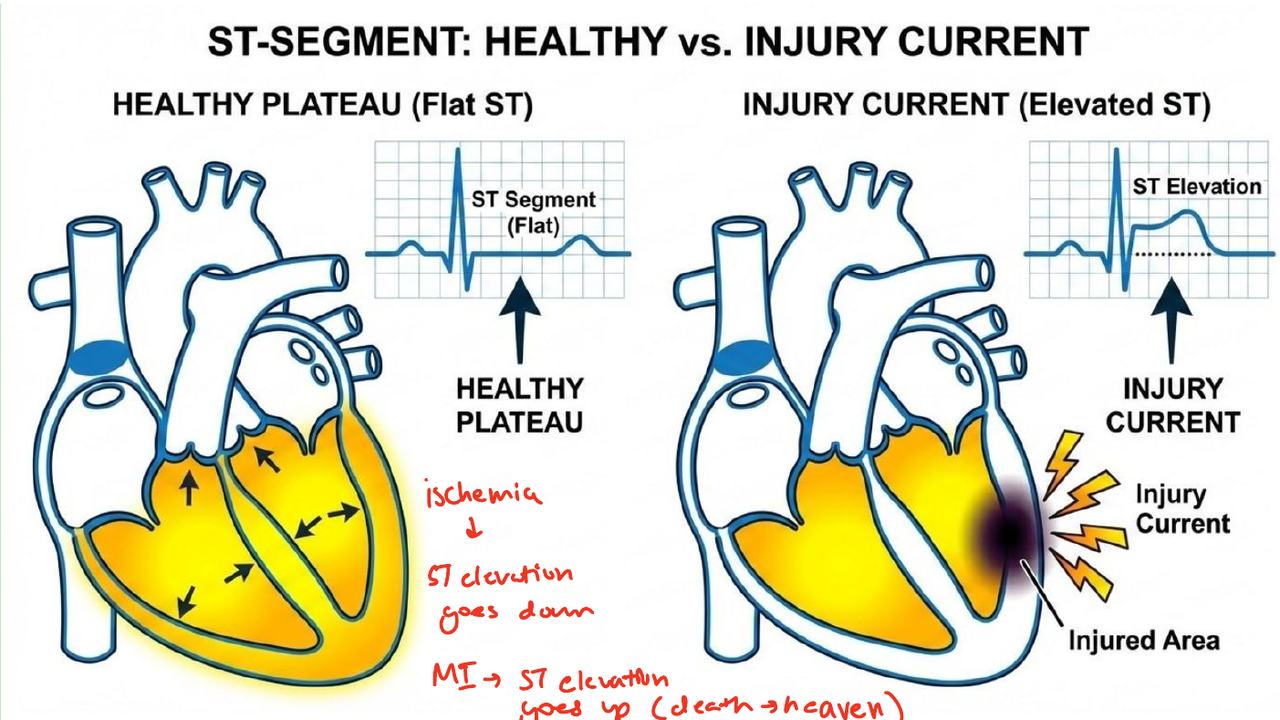 ST-SEGMENT: HEALTHY vs. INJURY CURRENT
HEALTHY PLATEAU (Flat ST)
ST Segment
(Flat)
HEALTHY
PLATEAU
INJURY CURRENT (Elevated ST)
ST Elevation
INJURY
CURRENT
Injury
Current
Injured Area
ischemia
↓
ST elevation
goes down
MI → ST elevation
goes up (death → heaven)